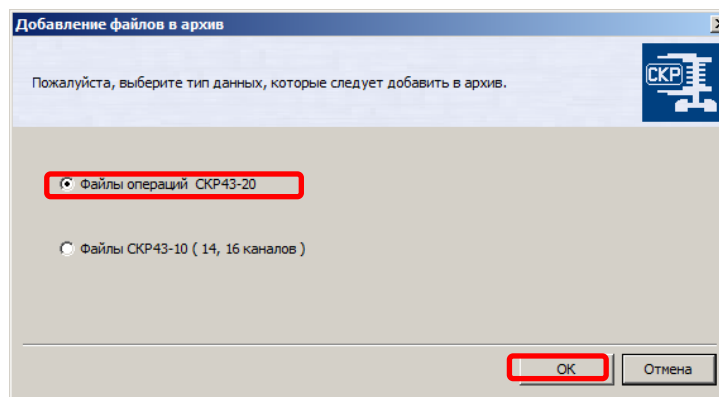 Добавление файлов в архив
Пожалуйста, выберите тип данных, которые следует добавить в архив.
СКР
Файлы операций СКР43-20
Файлы СКР43-10 ( 14, 16 каналов )
ОК
Отмена